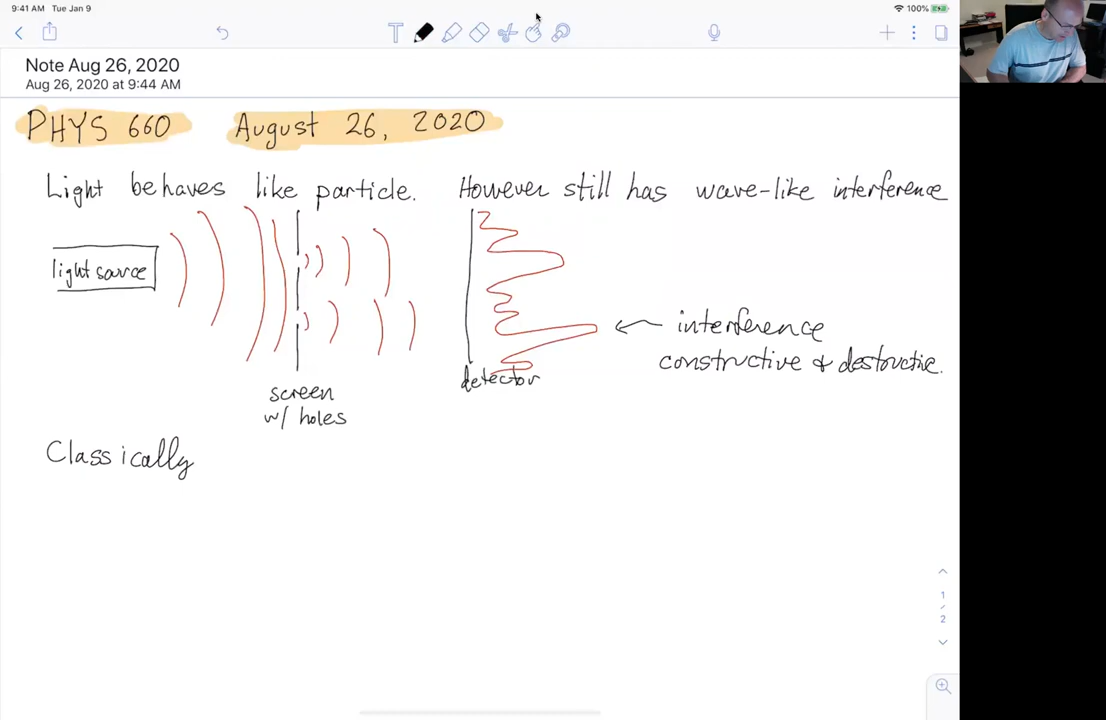 9:41 AM Tue Jan 9
100%
Note Aug 26, 2020
Aug 26, 2020 at 9:44 AM
PHYS 660 August 26, 2020
Light behaves like particle. However still has wave-like interference
light source
interference
constructive & destructive.
detector
screen
w/ holes
Classically
1
/
2